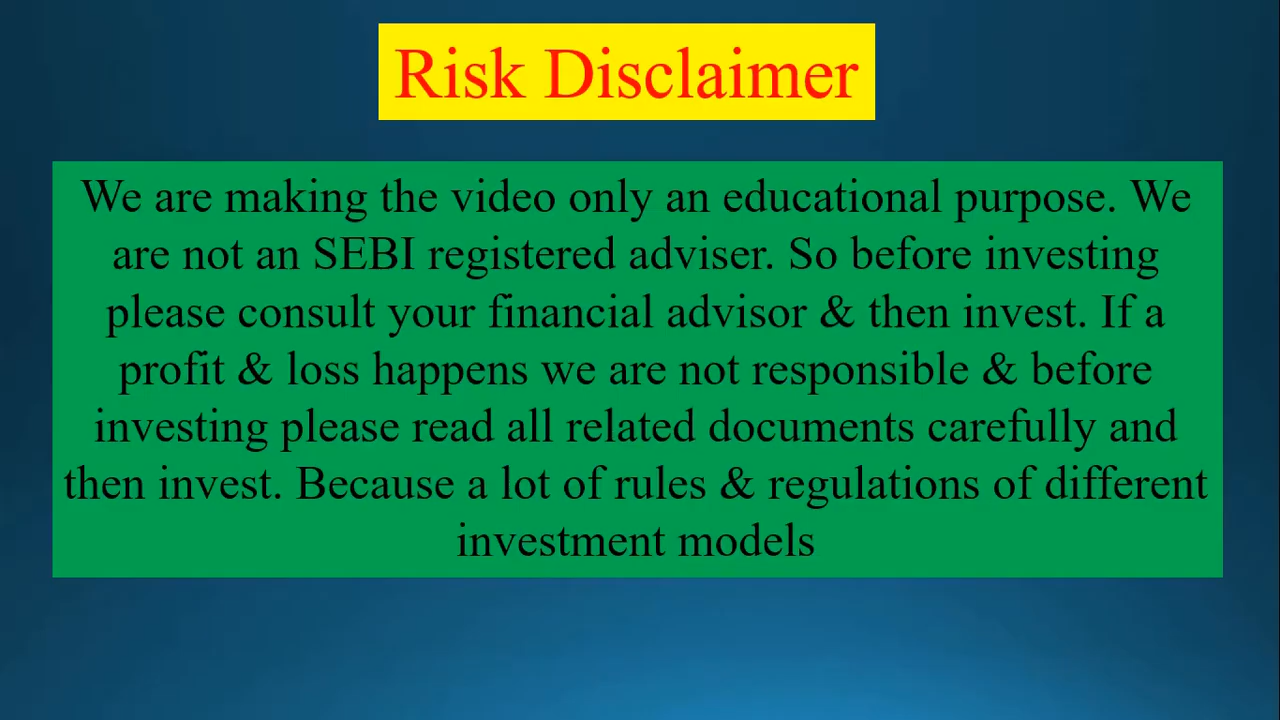 Risk Disclaimer
We are making the video only an educational purpose. We
are not an SEBI registered adviser. So before investing
please consult your financial advisor & then invest. If a
profit & loss happens we are not responsible & before
investing please read all related documents carefully and
then invest. Because a lot of rules & regulations of different
investment models